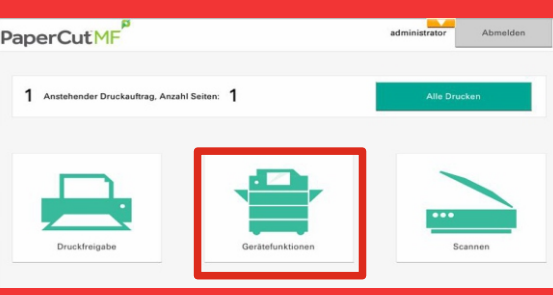 PaperCut MF
administrator
Abmelden
1 Anstehender Druckauftrag, Anzahl Seiten: 1
Alle Drucken
Druckfreigabe
Gerätefunktionen
Scannen